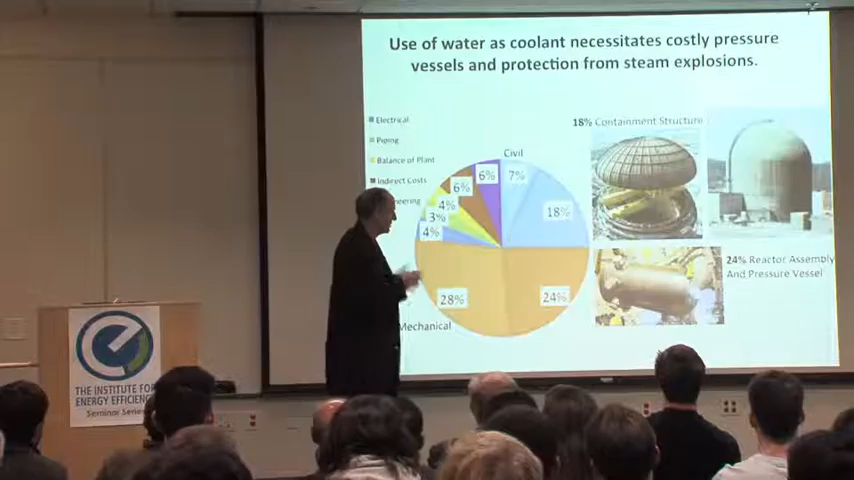 Use of water as coolant necessitates costly pressure
vessels and protection from steam explosions.
Electrical
Piping
Balance of Plant
Indirect Costs
neering
Civil
7%
18%
24%
28%
Mechanical
4%
3%
4%
6%
6%
18% Containment Structure
24% Reactor Assembly
And Pressure Vessel
THE INSTITUTE FOR
ENERGY EFFICIENC
Seminar Series